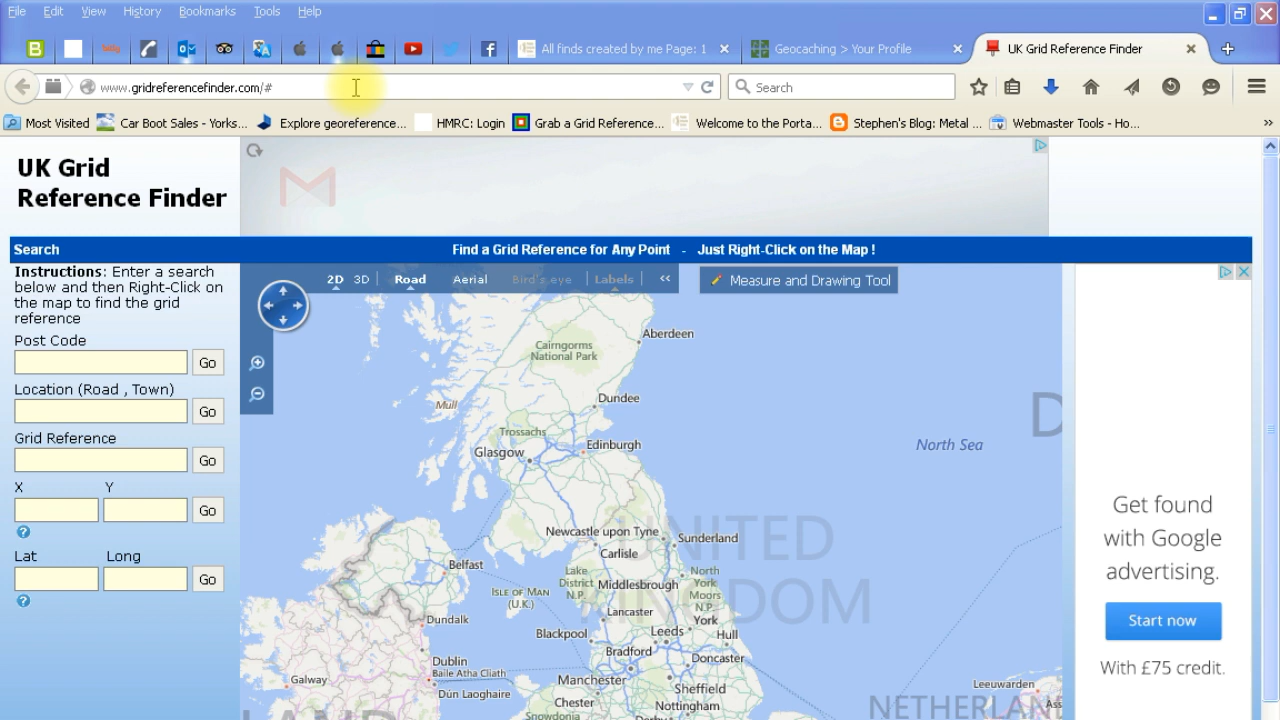 File Edit View History Bookmarks Tools Help
All finds created by me Page: 1
Geocaching > Your Profile
UK Grid Reference Finder
www.gridreferencefinder.com/#
Search
Most Visited
Car Boot Sales - Yorks...
Explore georeference...
HMRC: Login
Grab a Grid Reference...
Welcome to the Porta...
Stephen's Blog: Metal ...
Webmaster Tools - Ho...
UK Grid
Reference Finder
Search
Find a Grid Reference for Any Point - Just Right-Click on the Map !
Instructions: Enter a search
below and then Right-Click on
the map to find the grid
reference
Post Code
Go
Location (Road , Town)
Go
Grid Reference
Go
X Y
Go
Lat Long
Go
2D 3D Road Aerial Bird's eye Labels <<
Measure and Drawing Tool
Aberdeen
Cairngorms
National Park
Mull
Dundee
Trossachs
Edinburgh
Glasgow
North Sea
D
UNITED
KINGDOM
Newcastle upon Tyne
Sunderland
Carlisle
Belfast
Lake
District
N.P.
Middlesbrough
North
York
Moors
N.P.
Isle of Man
(U.K.)
Lancaster
York
Dundalk
Blackpool
Leeds
Hull
Bradford
Doncaster
Dublin
Baile Atha Cliath
Manchester
Galway
Dún Laoghaire
Sheffield
Snowdonia
Nottingham
Leeuwarden
NETHERLAN
Get found
with Google
advertising.
Start now
With £75 credit.